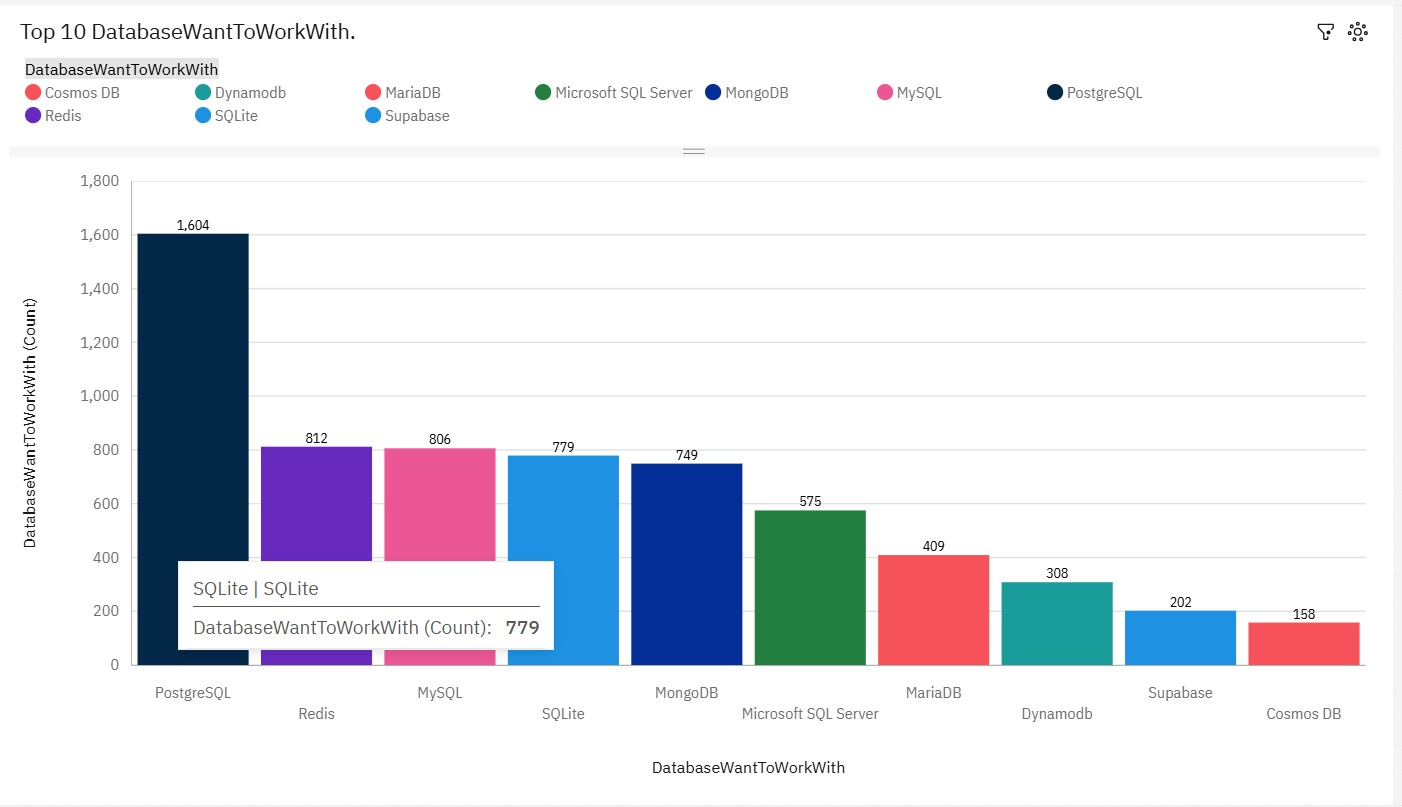 Top 10 DatabaseWantToWorkWith.
DatabaseWantToWorkWith
Cosmos DB Dynamodb MariaDB Microsoft SQL Server MongoDB MySQL PostgreSQL
Redis SQLite Supabase
DatabaseWantToWorkWith (Count)
1,800
1,600
1,400
1,200
1,000
800
600
400
200
0
1,604
812
806
779
749
575
409
308
202
158
SQLite | SQLite
DatabaseWantToWorkWith (Count): 779
PostgreSQL MySQL MongoDB MariaDB Supabase
Redis SQLite Microsoft SQL Server Dynamodb Cosmos DB
DatabaseWantToWorkWith